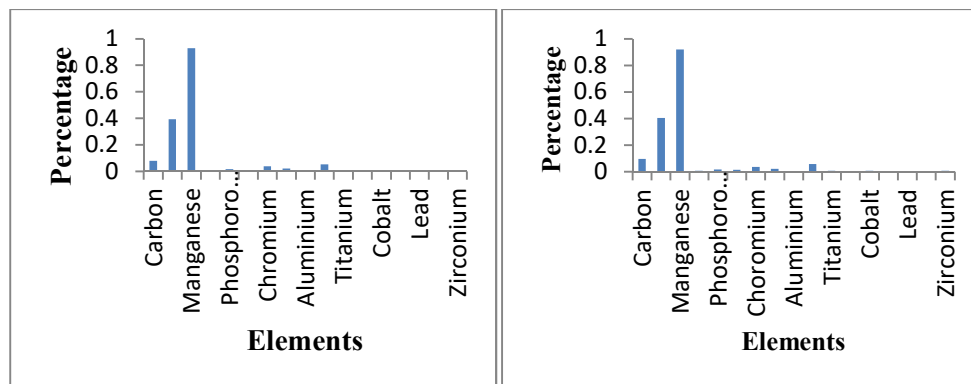 Percentage
1
0.8
0.6
0.4
0.2
0
Carbon
Manganese
Phosphoro...
Chromium
Aluminium
Titanium
Cobalt
Lead
Zirconium
Elements
Percentage
1
0.8
0.6
0.4
0.2
0
Carbon
Manganese
Phosphoro...
Choromium
Aluminium
Titanium
Cobalt
Lead
Zirconium
Elements